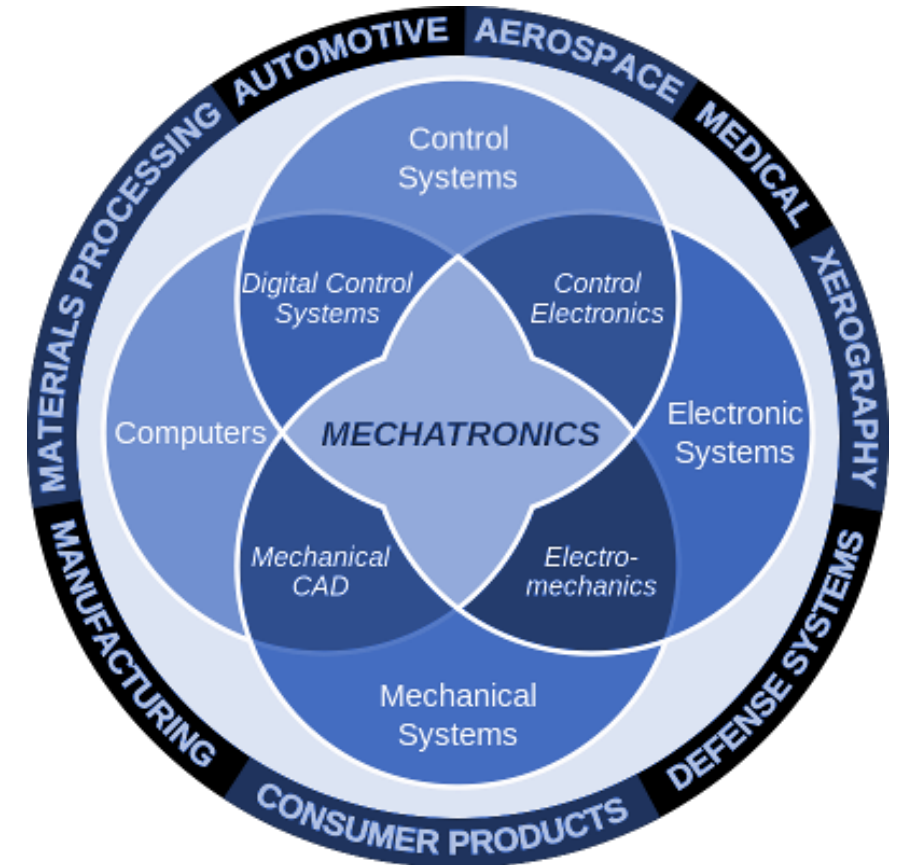 AUTOMOTIVE
AEROSPACE
MEDICAL
XEROGRAPHY
DEFENSE SYSTEMS
CONSUMER PRODUCTS
MANUFACTURING
MATERIALS PROCESSING
Control
Systems
Digital Control
Systems
Control
Electronics
Computers
MECHATRONICS
Electronic
Systems
Mechanical
CAD
Electro-
mechanics
Mechanical
Systems